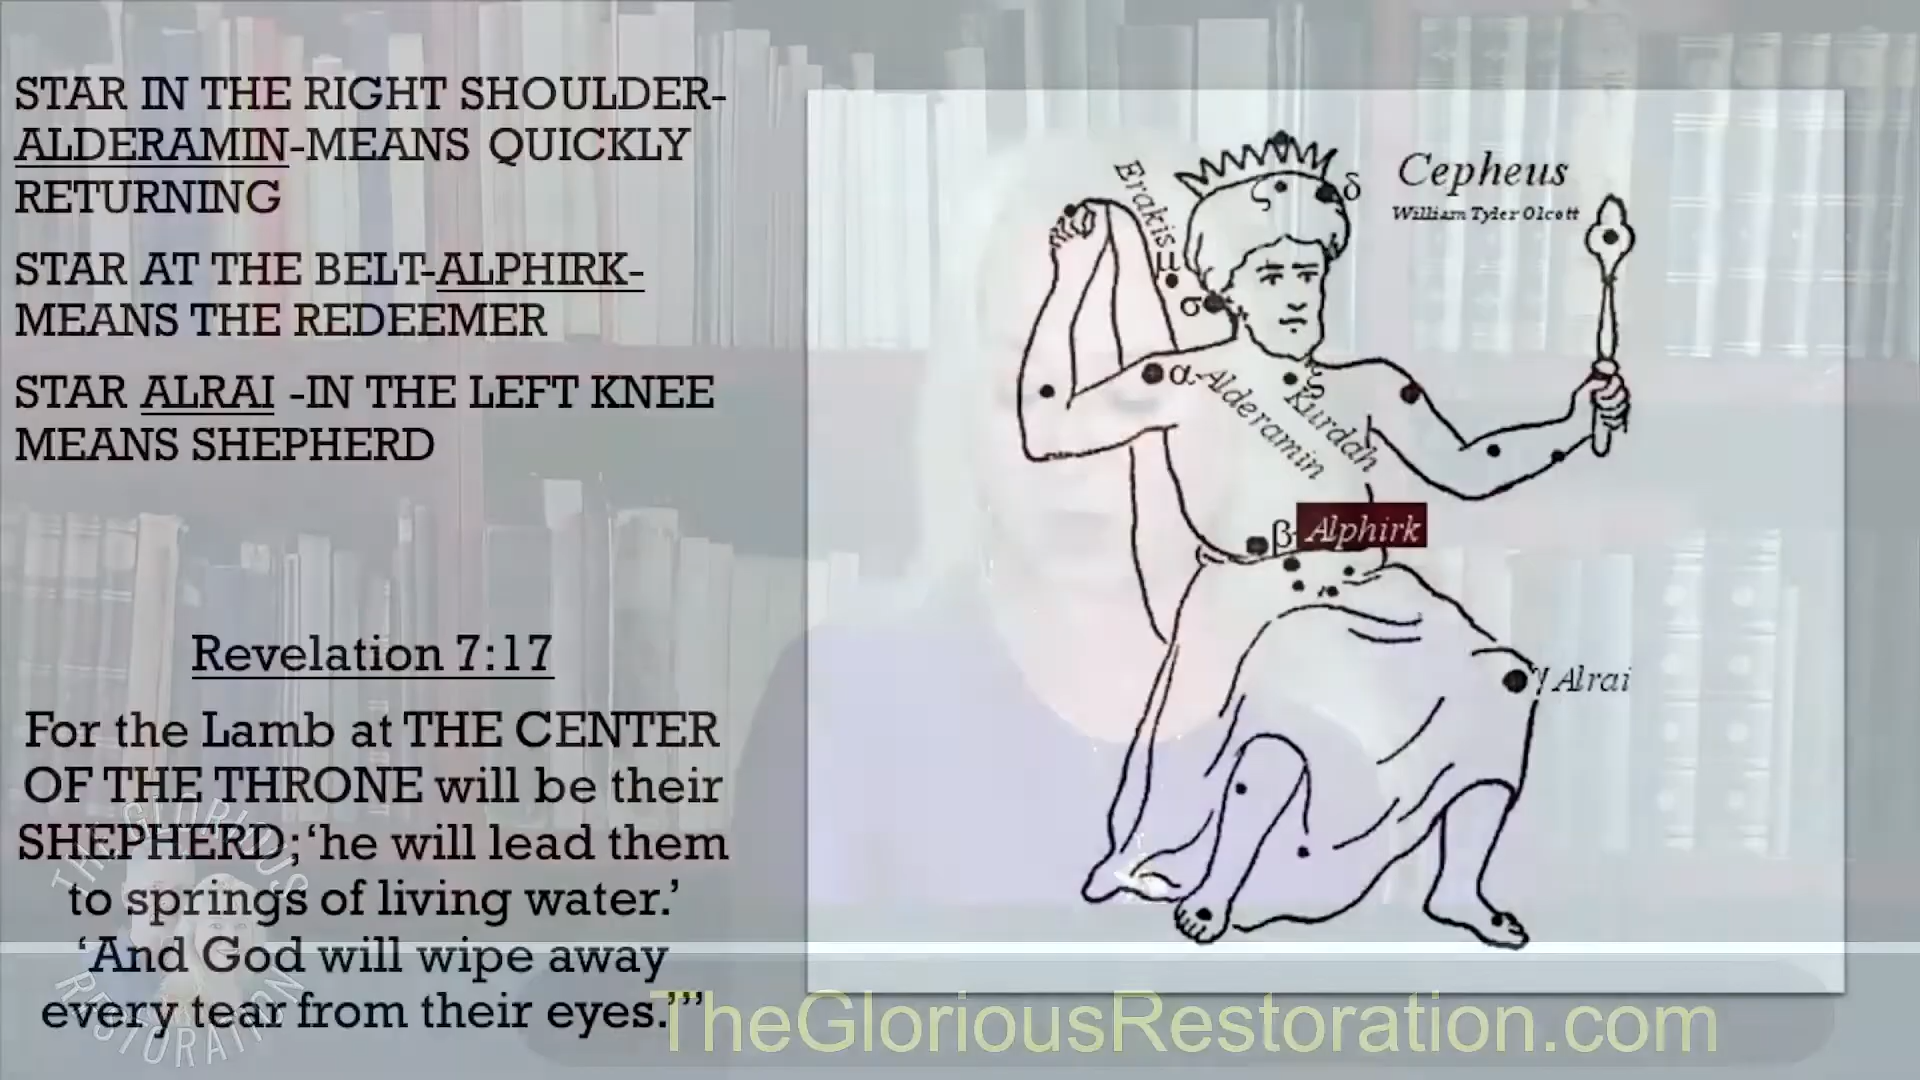 STAR IN THE RIGHT SHOULDER-
ALDERAMIN-MEANS QUICKLY
RETURNING
STAR AT THE BELT-ALPHIRK-
MEANS THE REDEEMER
STAR ALRAI -IN THE LEFT KNEE
MEANS SHEPHERD
Revelation 7:17
For the Lamb at THE CENTER
OF THE THRONE will be their
SHEPHERD; ‘he will lead them
to springs of living water.’
‘And God will wipe away
every tear from their eyes.’”
Cepheus
William Tyler Olcott
Erakis
μ
σ
ζ
δ
α-Alderamin
ξ
Kurdah
β-Alphirk
γ Alrai
THE GLORIOUS
RESTORATION
TheGloriousRestoration.com